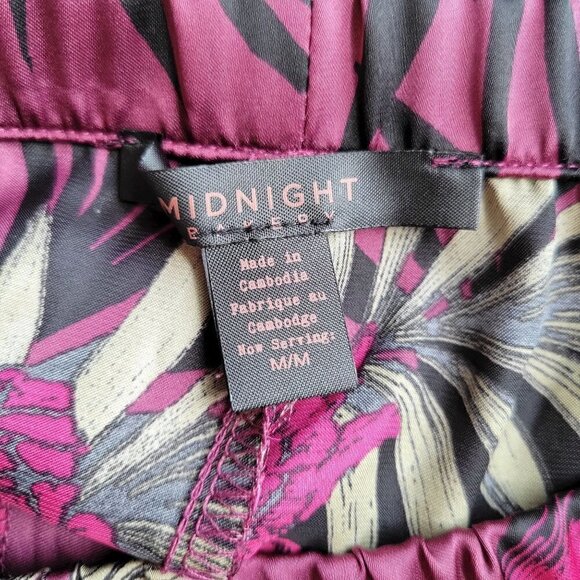 MIDNIGHT
BAKERY
Made in
Cambodia
Fabrique au
Cambodge
Now Serving:
M/M